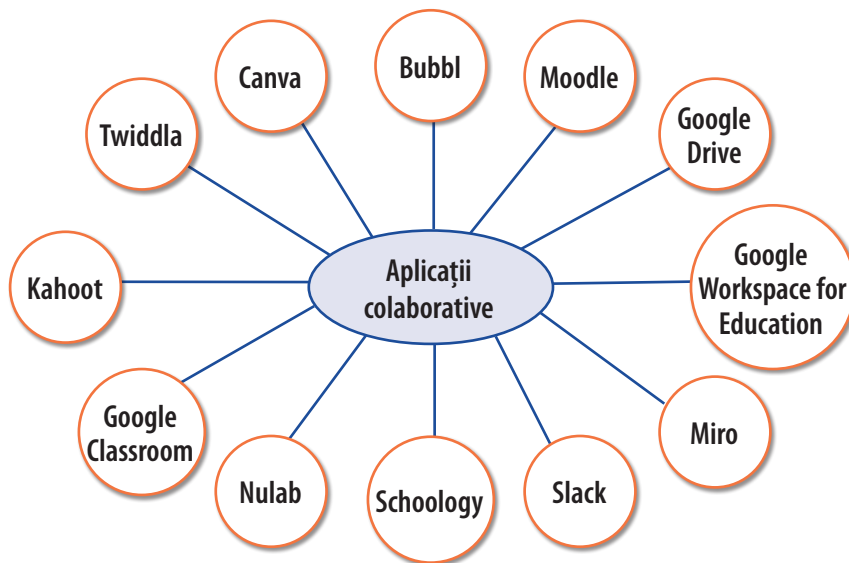 Bubbl
Canva
Moodle
Twiddla
Google
Drive
Aplicații
colaborative
Google
Workspace for
Education
Kahoot
Google
Classroom
Miro
Nulab
Schoology
Slack